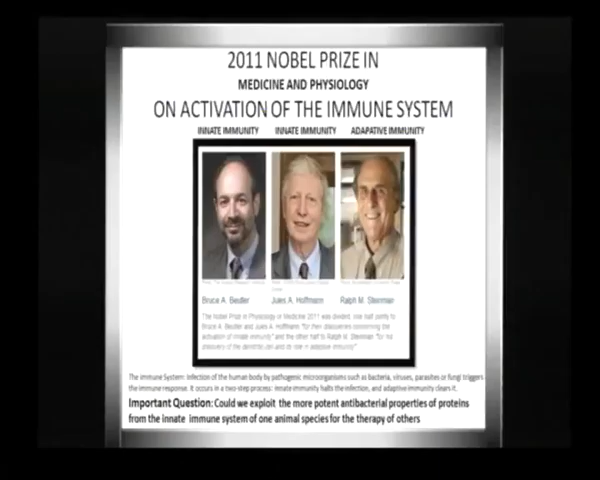 2011 NOBEL PRIZE IN
MEDICINE AND PHYSIOLOGY
ON ACTIVATION OF THE IMMUNE SYSTEM
INNATE IMMUNITY INNATE IMMUNITY ADAPATIVE IMMUNITY
Bruce A. Beutler Jules A. Hoffmann Ralph M. Steinman
The Nobel Prize in Physiology or Medicine 2011 was divided, one half jointly to
Bruce A. Beutler and Jules A. Hoffmann "for their discoveries concerning the
activation of innate immunity" and the other half to Ralph M. Steinman "for his
discovery of the dendritic cell and its role in adaptive immunity".
The Immune System: Infection of the human body by pathogenic microorganisms such as bacteria, viruses, parasites or fungi triggers
the immune response. It occurs in a two-step process: innate immunity halts the infection, and adaptive immunity clears it.
Important Question: Could we exploit the more potent antibacterial properties of proteins
from the innate immune system of one animal species for the therapy of others